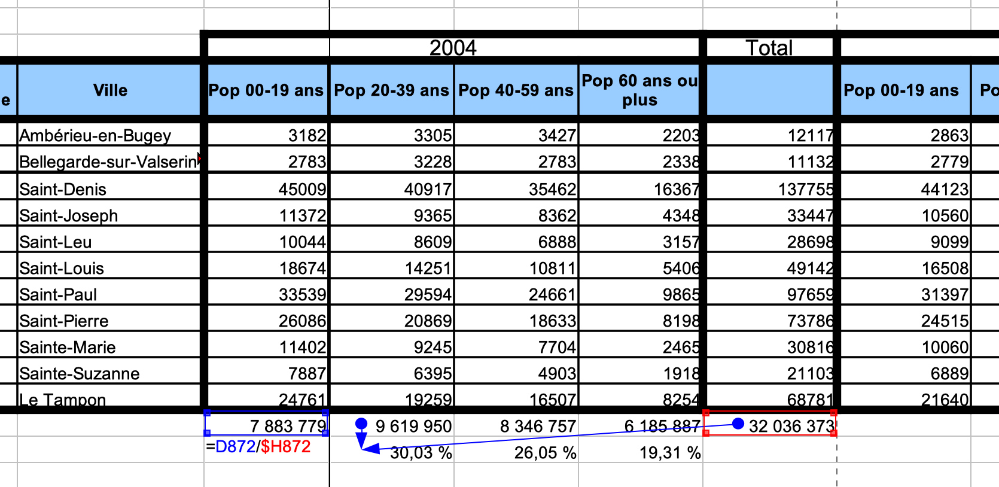 2004 Total
e Ville Pop 00-19 ans Pop 20-39 ans Pop 40-59 ans Pop 60 ans ou plus Pop 00-19 ans Po
Ambérieu-en-Bugey 3182 3305 3427 2203 12117 2863
Bellegarde-sur-Valserin 2783 3228 2783 2338 11132 2779
Saint-Denis 45009 40917 35462 16367 137755 44123
Saint-Joseph 11372 9365 8362 4348 33447 10560
Saint-Leu 10044 8609 6888 3157 28698 9099
Saint-Louis 18674 14251 10811 5406 49142 16508
Saint-Paul 33539 29594 24661 9865 97659 31397
Saint-Pierre 26086 20869 18633 8198 73786 24515
Sainte-Marie 11402 9245 7704 2465 30816 10060
Sainte-Suzanne 7887 6395 4903 1918 21103 6889
Le Tampon 24761 19259 16507 8254 68781 21640
7 883 779 9 619 950 8 346 757 6 185 887 32 036 373
=D872/$H872 30,03 % 26,05 % 19,31 %